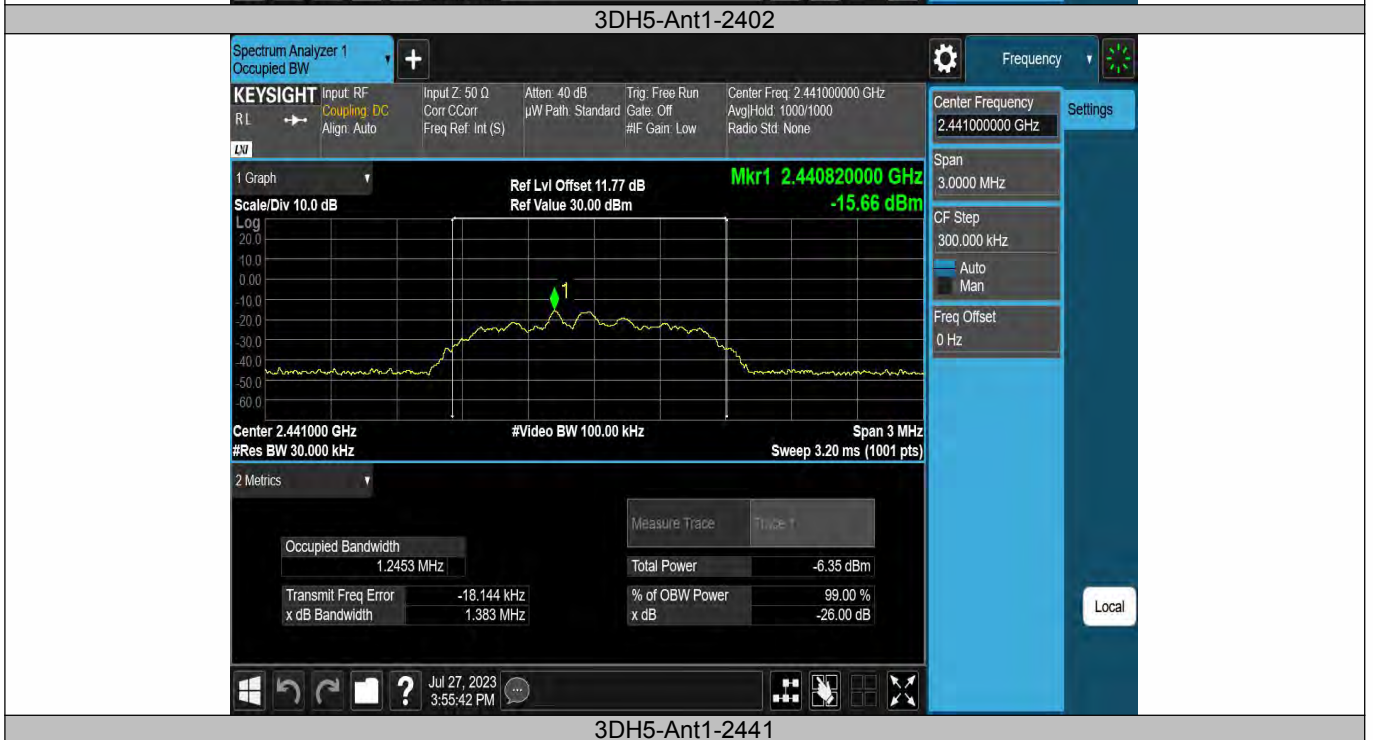 3DH5-Ant1-2402
Spectrum Analyzer 1
Occupied BW
+
Frequency
KEYSIGHT
R L
LXI
Input: RF
Coupling: DC
Align: Auto
Input Z: 50 Ω
Corr CCorr
Freq Ref: Int (S)
Atten: 40 dB
µW Path: Standard
Trig: Free Run
Gate: Off
#IF Gain: Low
Center Freq: 2.441000000 GHz
Avg|Hold: 1000/1000
Radio Std: None
Center Frequency
2.441000000 GHz
Settings
Span
3.0000 MHz
CF Step
300.000 kHz
Auto
Man
Freq Offset
0 Hz
1 Graph
Scale/Div 10.0 dB
Ref Lvl Offset 11.77 dB
Ref Value 30.00 dBm
Mkr1 2.440820000 GHz
-15.66 dBm
Log
20.0
10.0
0.00
-10.0
-20.0
-30.0
-40.0
-50.0
-60.0
1
Center 2.441000 GHz
#Res BW 30.000 kHz
#Video BW 100.00 kHz
Span 3 MHz
Sweep 3.20 ms (1001 pts)
2 Metrics
Measure Trace
Trace 1
Occupied Bandwidth
1.2453 MHz
Total Power
-6.35 dBm
Transmit Freq Error
-18.144 kHz
% of OBW Power
99.00 %
x dB Bandwidth
1.383 MHz
x dB
-26.00 dB
Local
?
Jul 27, 2023
3:55:42 PM
3DH5-Ant1-2441